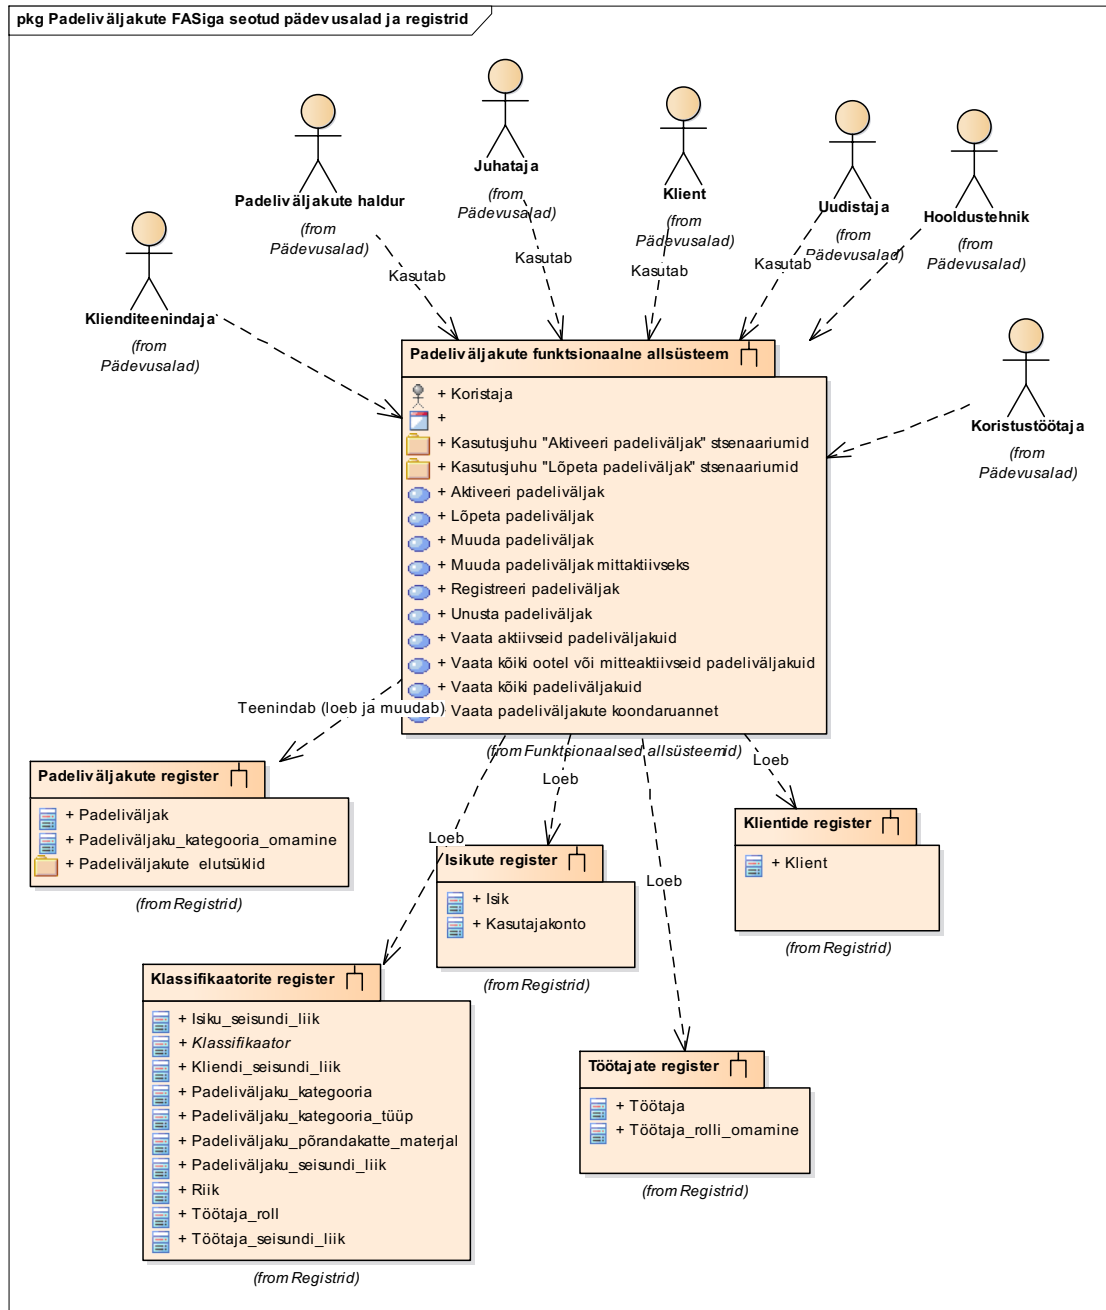 pkg Padeliväljakute FASiga seotud pädevusalad ja registrid
Juhataja
(from
Pädevusalad)
Klient
(from
Pädevusalad)
Padeliväljakute haldur
(from
Pädevusalad)
Uudistaja
(from
Pädevusalad)
Hooldustehnik
(from
Pädevusalad)
Klienditeenindaja
(from
Pädevusalad)
Koristustöötaja
(from
Pädevusalad)
Kasutab
Kasutab
Kasutab
Kasutab
Padeliväljakute funktsionaalne allsüsteem
+ Koristaja
+
+ Kasutusjuhu "Aktiveeri padeliväljak" stsenaariumid
+ Kasutusjuhu "Lõpeta padeliväljak" stsenaariumid
+ Aktiveeri padeliväljak
+ Lõpeta padeliväljak
+ Muuda padeliväljak
+ Muuda padeliväljak mittaktiivseks
+ Registreeri padeliväljak
+ Unusta padeliväljak
+ Vaata aktiivseid padeliväljakuid
+ Vaata kõiki ootel või mitteaktiivseid padeliväljakuid
+ Vaata kõiki padeliväljakuid
+ Vaata padeliväljakute koondaruannet
(from Funktsionaalsed allsüsteemid)
Teenindab (loeb ja muudab)
Loeb
Loeb
Loeb
Loeb
Padeliväljakute register
+ Padeliväljak
+ Padeliväljaku_kategooria_omamine
+ Padeliväljakute elutsüklid
(from Registrid)
Klientide register
+ Klient
(from Registrid)
Isikute register
+ Isik
+ Kasutajakonto
(from Registrid)
Klassifikaatorite register
+ Isiku_seisundi_liik
+ Klassifikaator
+ Kliendi_seisundi_liik
+ Padeliväljaku_kategooria
+ Padeliväljaku_kategooria_tüüp
+ Padeliväljaku_põrandakatte_materjal
+ Padeliväljaku_seisundi_liik
+ Riik
+ Töötaja_roll
+ Töötaja_seisundi_liik
(from Registrid)
Töötajate register
+ Töötaja
+ Töötaja_rolli_omamine
(from Registrid)